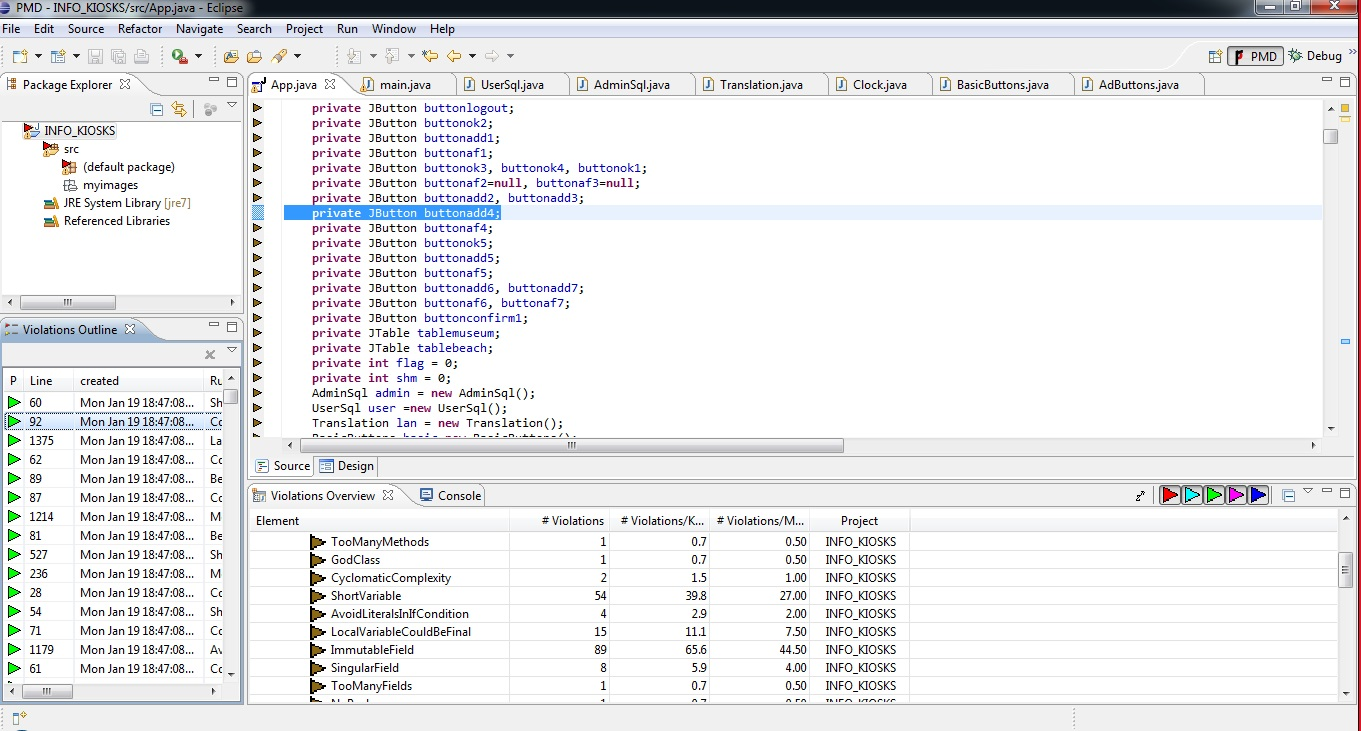 PMD - INFO_KIOSKS/src/App.java - Eclipse
File Edit Source Refactor Navigate Search Project Run Window Help
PMD Debug
Package Explorer
INFO_KIOSKS
src
(default package)
myimages
JRE System Library [jre7]
Referenced Libraries
App.java main.java UserSql.java AdminSql.java Translation.java Clock.java BasicButtons.java AdButtons.java
private JButton buttonlogout;
private JButton buttonok2;
private JButton buttonadd1;
private JButton buttonaf1;
private JButton buttonok3, buttonok4, buttonok1;
private JButton buttonaf2=null, buttonaf3=null;
private JButton buttonadd2, buttonadd3;
private JButton buttonadd4;
private JButton buttonaf4;
private JButton buttonok5;
private JButton buttonadd5;
private JButton buttonaf5;
private JButton buttonadd6, buttonadd7;
private JButton buttonaf6, buttonaf7;
private JButton buttonconfirm1;
private JTable tablemuseum;
private JTable tablebeach;
private int flag = 0;
private int shm = 0;
AdminSql admin = new AdminSql();
UserSql user =new UserSql();
Translation lan = new Translation();
Source Design
Violations Outline
P Line created Ru
60 Mon Jan 19 18:47:08... Sh
92 Mon Jan 19 18:47:08... Co
1375 Mon Jan 19 18:47:08... La
62 Mon Jan 19 18:47:08... Co
89 Mon Jan 19 18:47:08... Be
87 Mon Jan 19 18:47:08... Co
1214 Mon Jan 19 18:47:08... M
81 Mon Jan 19 18:47:08... Be
527 Mon Jan 19 18:47:08... Sh
236 Mon Jan 19 18:47:08... M
28 Mon Jan 19 18:47:08... Co
54 Mon Jan 19 18:47:08... Sh
71 Mon Jan 19 18:47:08... Co
1179 Mon Jan 19 18:47:08... Av
61 Mon Jan 19 18:47:08... Co
Violations Overview Console
Element # Violations # Violations/K... # Violations/M... Project
TooManyMethods 1 0.7 0.50 INFO_KIOSKS
GodClass 1 0.7 0.50 INFO_KIOSKS
CyclomaticComplexity 2 1.5 1.00 INFO_KIOSKS
ShortVariable 54 39.8 27.00 INFO_KIOSKS
AvoidLiteralsInIfCondition 4 2.9 2.00 INFO_KIOSKS
LocalVariableCouldBeFinal 15 11.1 7.50 INFO_KIOSKS
ImmutableField 89 65.6 44.50 INFO_KIOSKS
SingularField 8 5.9 4.00 INFO_KIOSKS
TooManyFields 1 0.7 0.50 INFO_KIOSKS